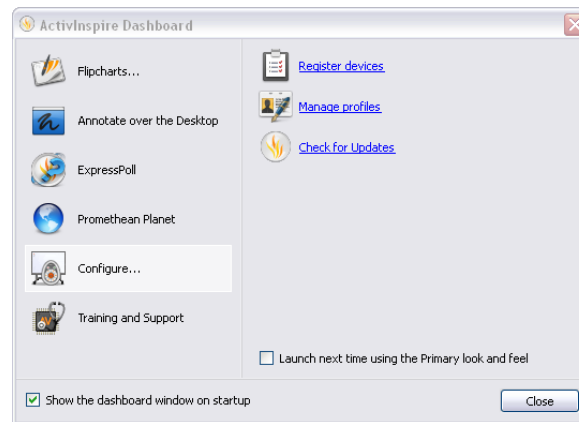 ActivInspire Dashboard
Flipcharts...
Annotate over the Desktop
ExpressPoll
Promethean Planet
Configure...
Training and Support
Register devices
Manage profiles
Check for Updates
Launch next time using the Primary look and feel
Show the dashboard window on startup
Close